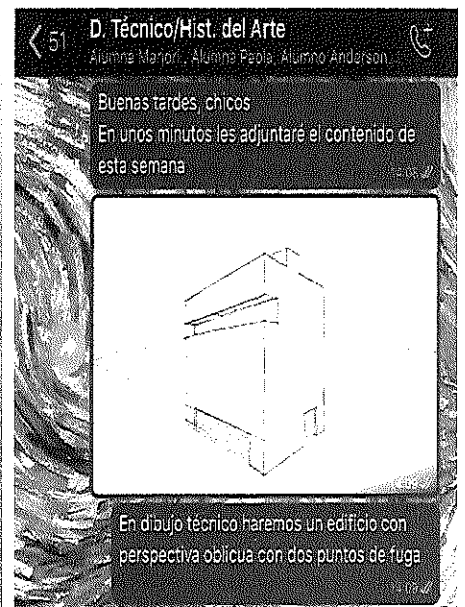 51
D. Técnico/Hist. del Arte
Alumna Marjori, Alumna Paola, Alumno Anderson...
Buenas tardes, chicos
En unos minutos les adjuntaré el contenido de
esta semana
En dibujo técnico haremos un edificio con
perspectiva oblicua con dos puntos de fuga